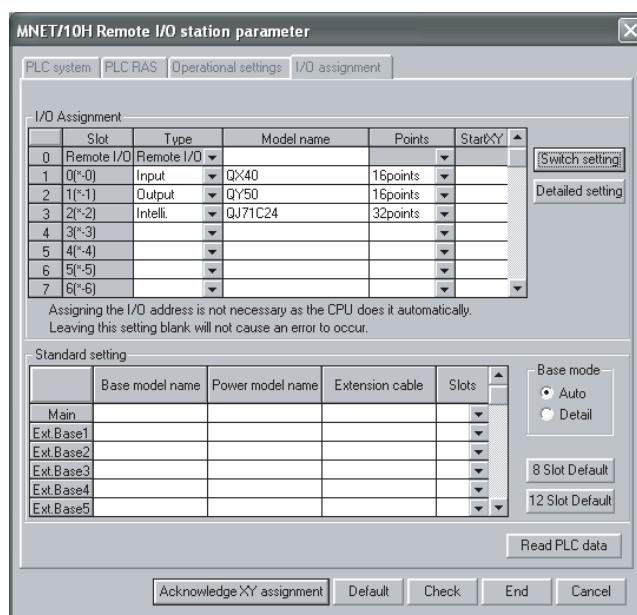 MNET/10H Remote I/O station parameter
PLC system PLC RAS Operational settings I/O assignment
I/O Assignment
Slot Type Model name Points StartXY
0 Remote I/O Remote I/O
1 0(*-0) Input QX40 16points
2 1(*-1) Output QY50 16points
3 2(*-2) Intelli. QJ71C24 32points
4 3(*-3)
5 4(*-4)
6 5(*-5)
7 6(*-6)
Switch setting
Detailed setting
Assigning the I/O address is not necessary as the CPU does it automatically.
Leaving this setting blank will not cause an error to occur.
Standard setting
Base model name Power model name Extension cable Slots
Main
Ext.Base1
Ext.Base2
Ext.Base3
Ext.Base4
Ext.Base5
Base mode
Auto
Detail
8 Slot Default
12 Slot Default
Read PLC data
Acknowledge XY assignment Default Check End Cancel